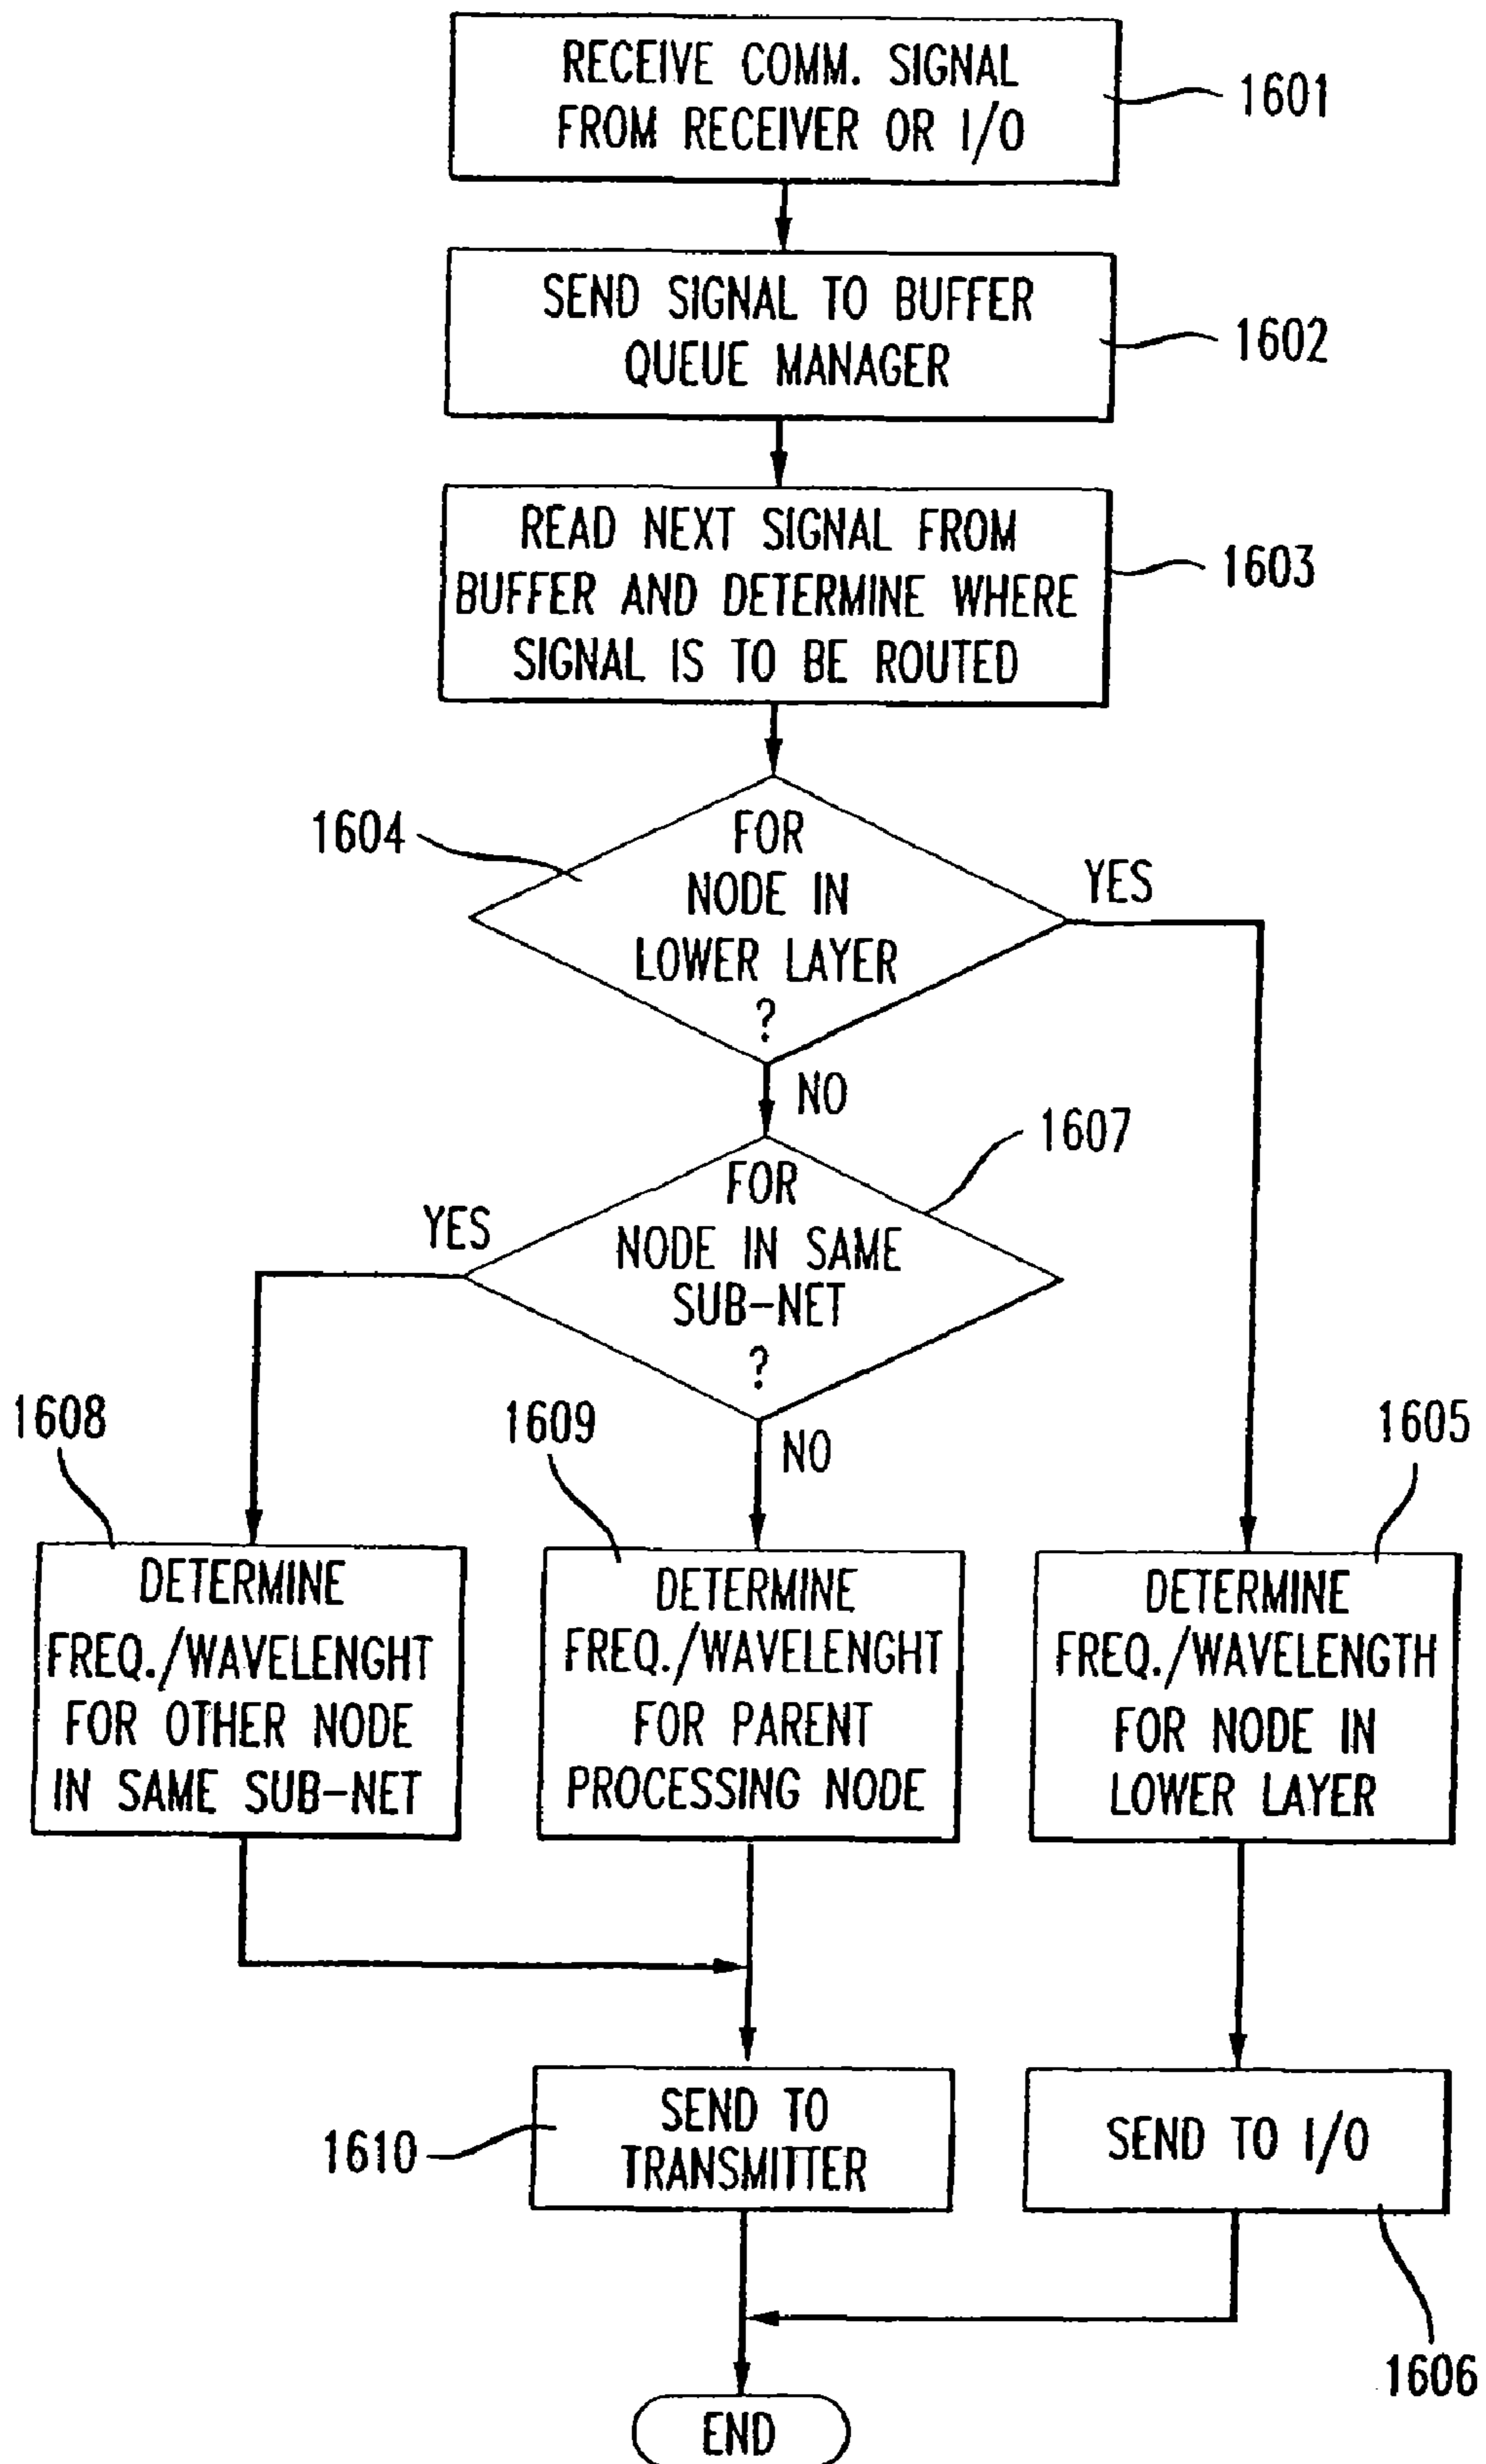 RECEIVE COMM. SIGNAL
FROM RECEIVER OR I/O
1601
SEND SIGNAL TO BUFFER
QUEUE MANAGER
1602
READ NEXT SIGNAL FROM
BUFFER AND DETERMINE WHERE
SIGNAL IS TO BE ROUTED
1603
1604
FOR
NODE IN
LOWER LAYER
?
YES
NO
1607
FOR
NODE IN SAME
SUB-NET
?
YES
NO
1608
DETERMINE
FREQ./WAVELENGHT
FOR OTHER NODE
IN SAME SUB-NET
1609
DETERMINE
FREQ./WAVELENGHT
FOR PARENT
PROCESSING NODE
1605
DETERMINE
FREQ./WAVELENGTH
FOR NODE IN
LOWER LAYER
1610
SEND TO
TRANSMITTER
SEND TO I/O
1606
END